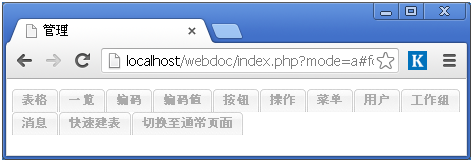 管理
localhost/webdoc/index.php?mode=a#f
K
表格 一览 编码 编码值 按钮 操作 菜单 用户 工作组
消息 快速建表 切换至通常页面